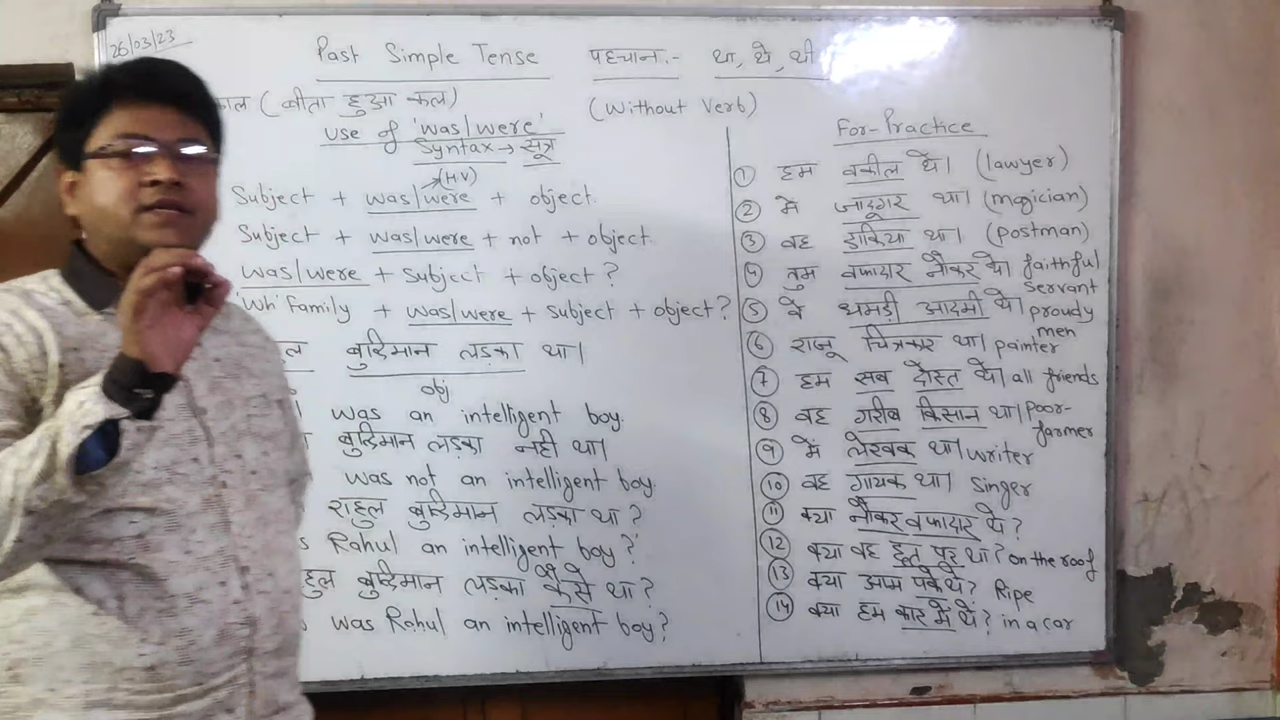 26/03/23
Past Simple Tense पहचान:- था, थे, थी
काल (बीता हुआ कल) (Without Verb)
Use of 'was/were'
Syntax → सूत्र
(H.V)
Subject + was/were + object.
Subject + was/were + not + object.
was/were + subject + object?
'Wh' Family + was/were + subject + object?
बुद्धिमान लड़का था।
obj
was an intelligent boy.
बुद्धिमान लड़का नही था।
was not an intelligent boy.
राहुल बुद्धिमान लड़का था?
Rahul an intelligent boy?
बुद्धिमान लड़का कैसे था?
was Rahul an intelligent boy?
For-Practice
① हम वकील थे। (lawyer)
② में जादूगर था। (magician)
③ वह डाकिया था। (postman)
④ तुम वफादार नौकर थे। faithful servant
⑤ वे घमड़ी आदमी थे। proudy men
⑥ राजू चित्रकार था। painter
⑦ हम सब दोस्त थे। all friends
⑧ वह गरीब किसान था। poor-farmer
⑨ में लेखक था। writer
⑩ वह गायक था। Singer
⑪ क्या नौकर वफादार थे?
⑫ क्या वह छत पर था? on the roof
⑬ क्या आम पके थे? Ripe
⑭ क्या हम कार में थे? in a car